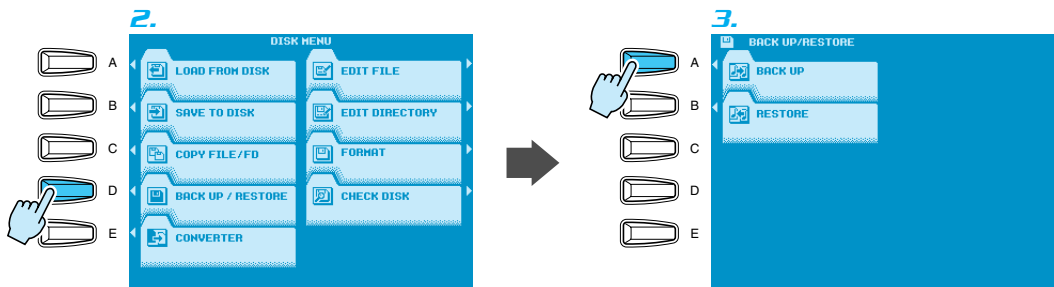 2.
DISK MENU
A LOAD FROM DISK EDIT FILE
B SAVE TO DISK EDIT DIRECTORY
C COPY FILE/FD FORMAT
D BACK UP / RESTORE CHECK DISK
E CONVERTER
3.
BACK UP/RESTORE
A BACK UP
B RESTORE
C
D
E